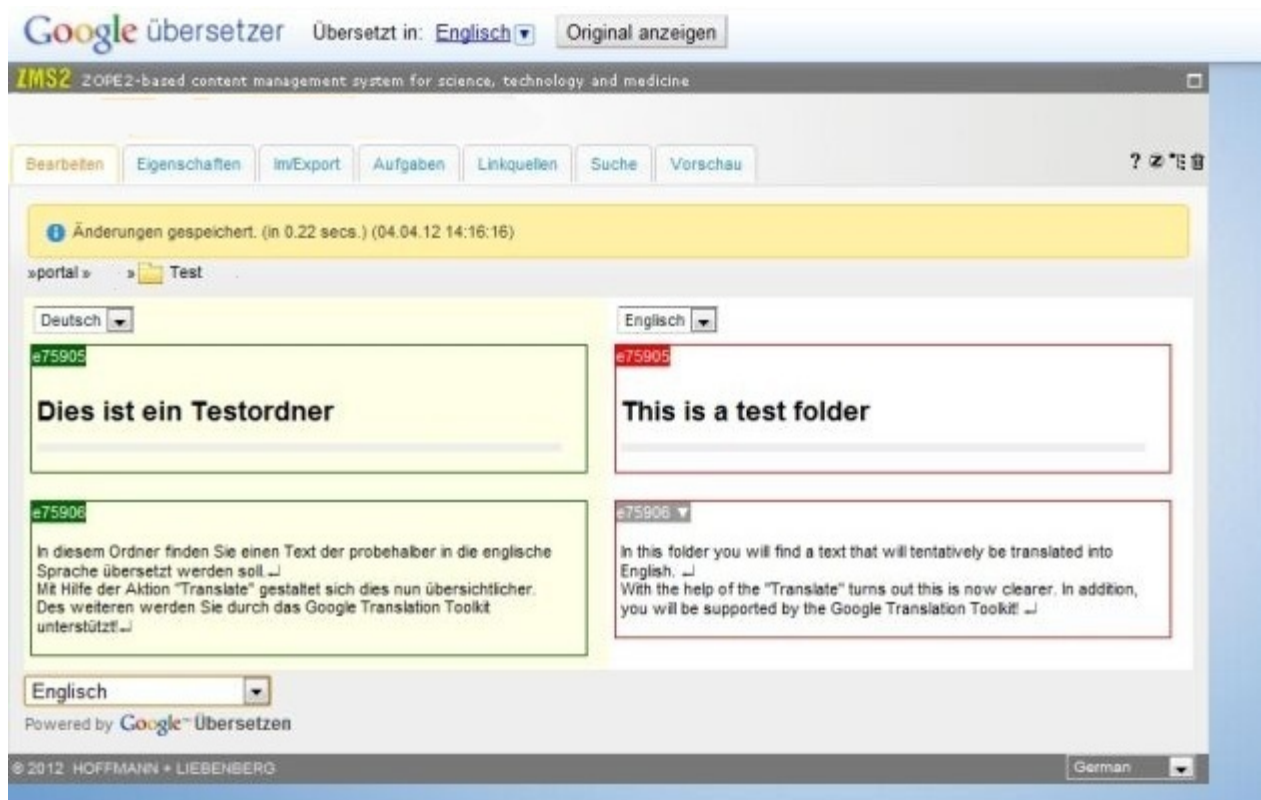 Google übersetzer Übersetzt in: Englisch Original anzeigen
ZMS2 ZOPE2-based content management system for science, technology and medicine
Bearbeiten Eigenschaften Im/Export Aufgaben Linkquellen Suche Vorschau ?
Änderungen gespeichert. (in 0.22 secs.) (04.04.12 14:16:16)
»portal » » Test
Deutsch
e75905
Dies ist ein Testordner
e75906
In diesem Ordner finden Sie einen Text der probehalber in die englische
Sprache übersetzt werden soll.
Mit Hilfe der Aktion "Translate" gestaltet sich dies nun übersichtlicher.
Des weiteren werden Sie durch das Google Translation Toolkit
unterstützt!
Englisch
e75905
This is a test folder
e75906 ▼
In this folder you will find a text that will tentatively be translated into
English.
With the help of the "Translate" turns out this is now clearer. In addition,
you will be supported by the Google Translation Toolkit!
Englisch
Powered by Google™ Übersetzen
© 2012 HOFFMANN + LIEBENBERG German